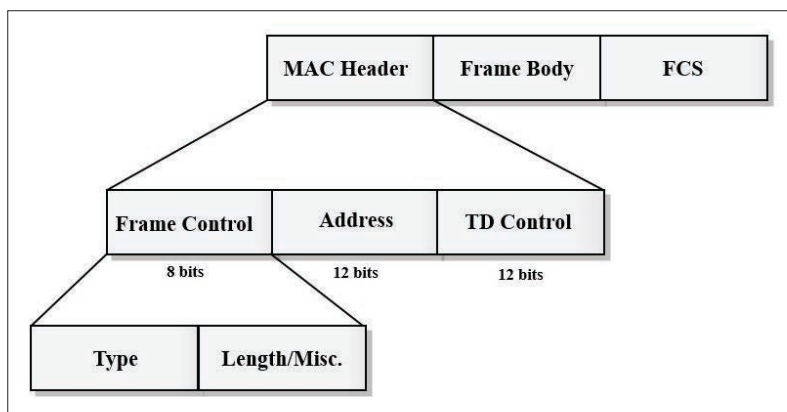 MAC Header Frame Body FCS
Frame Control Address TD Control
8 bits 12 bits 12 bits
Type Length/Misc.